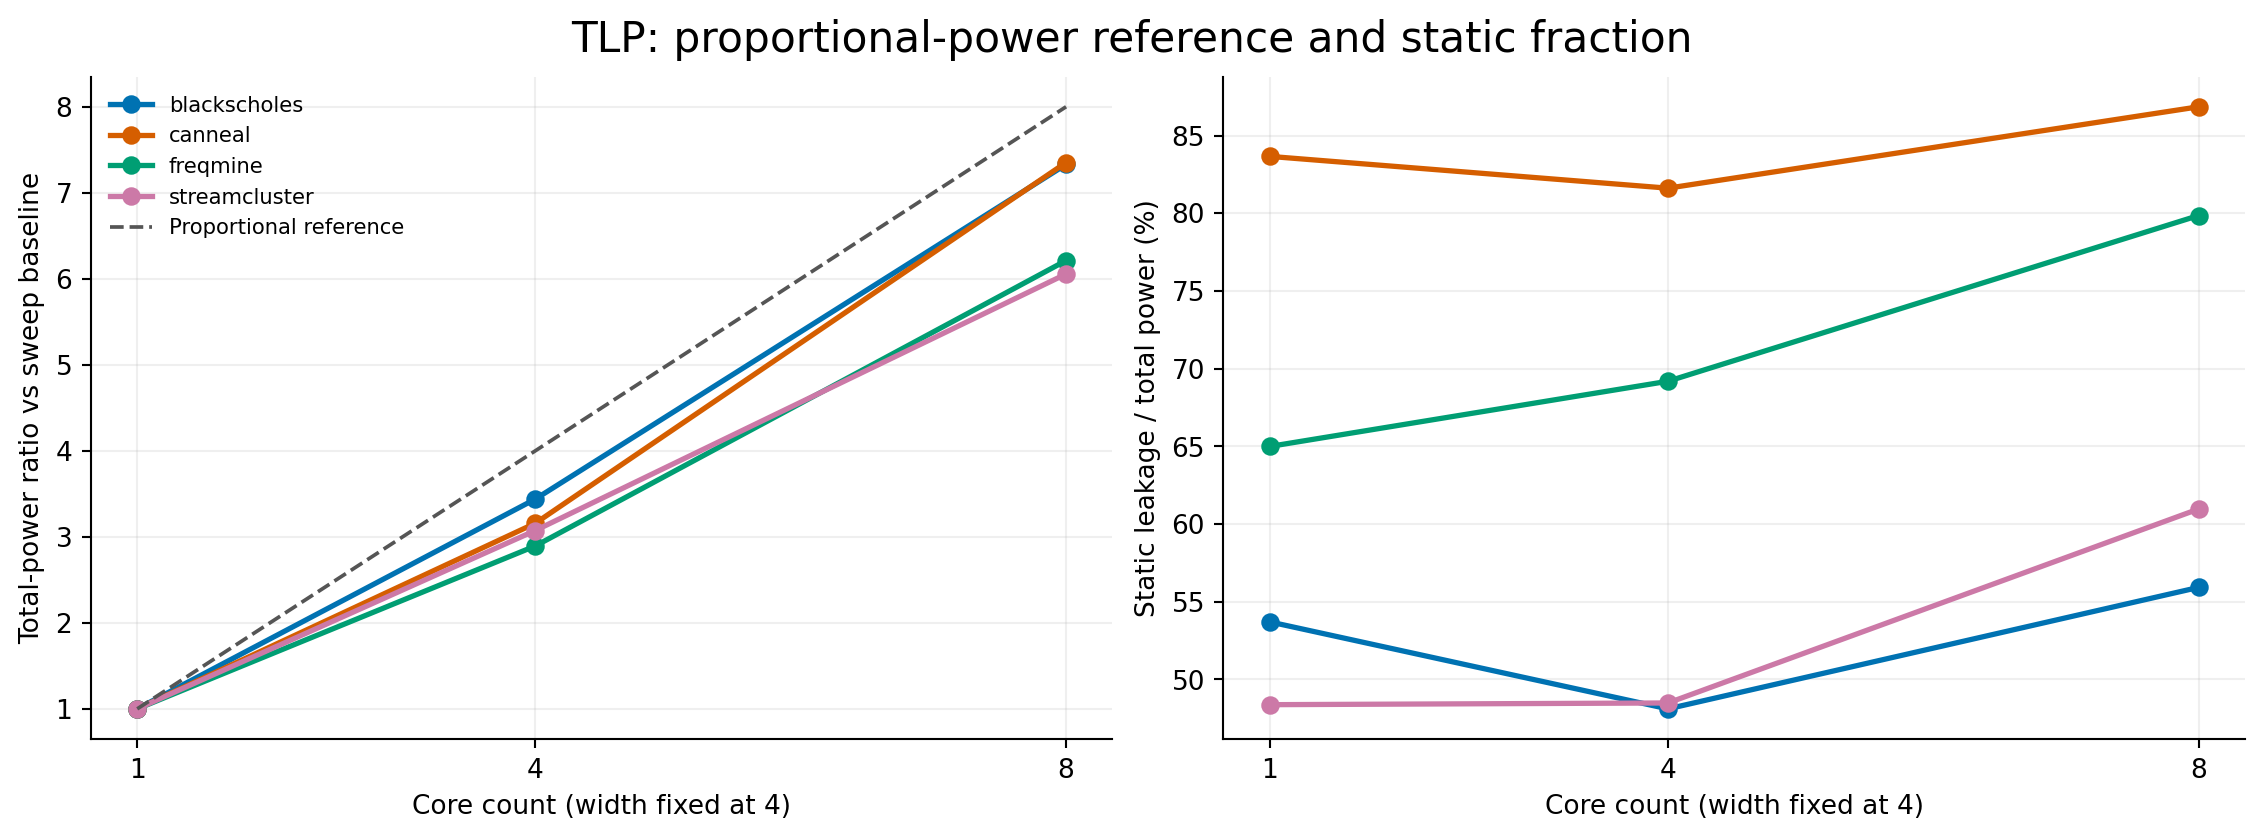 TLP: proportional-power reference and static fraction
Total-power ratio vs sweep baseline
8
7
6
5
4
3
2
1
blackscholes
canneal
freqmine
streamcluster
Proportional reference
1
4
8
Core count (width fixed at 4)
Static leakage / total power (%)
85
80
75
70
65
60
55
50
1
4
8
Core count (width fixed at 4)